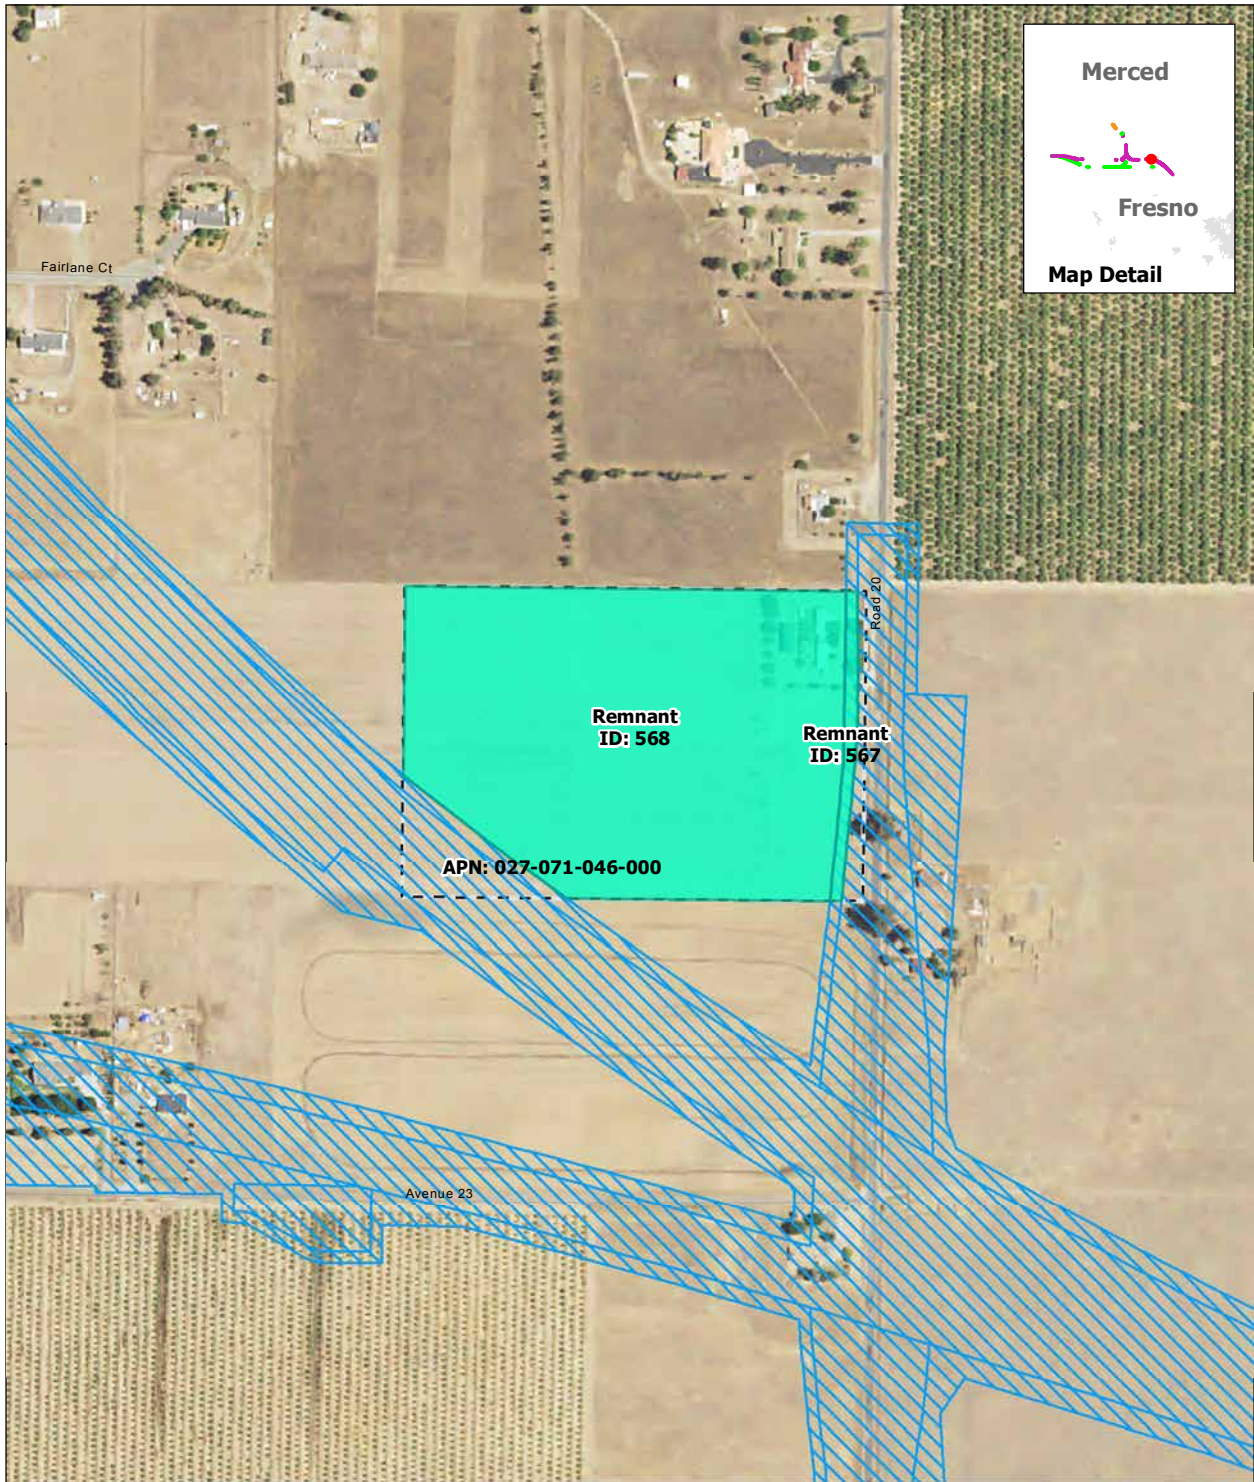 Merced
Fresno
Map Detail
Fairlane Ct
Road 20
Remnant
ID: 568
Remnant
ID: 567
APN: 027-071-046-000
Avenue 23